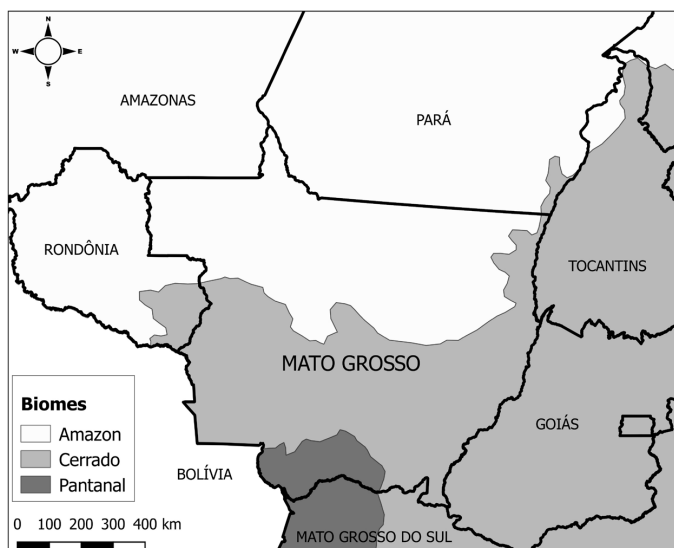 N
W E
S
AMAZONAS
PARÁ
RONDÔNIA
TOCANTINS
MATO GROSSO
Biomes
Amazon
Cerrado
Pantanal
GOIÁS
BOLÍVIA
0 100 200 300 400 km
MATO GROSSO DO SUL